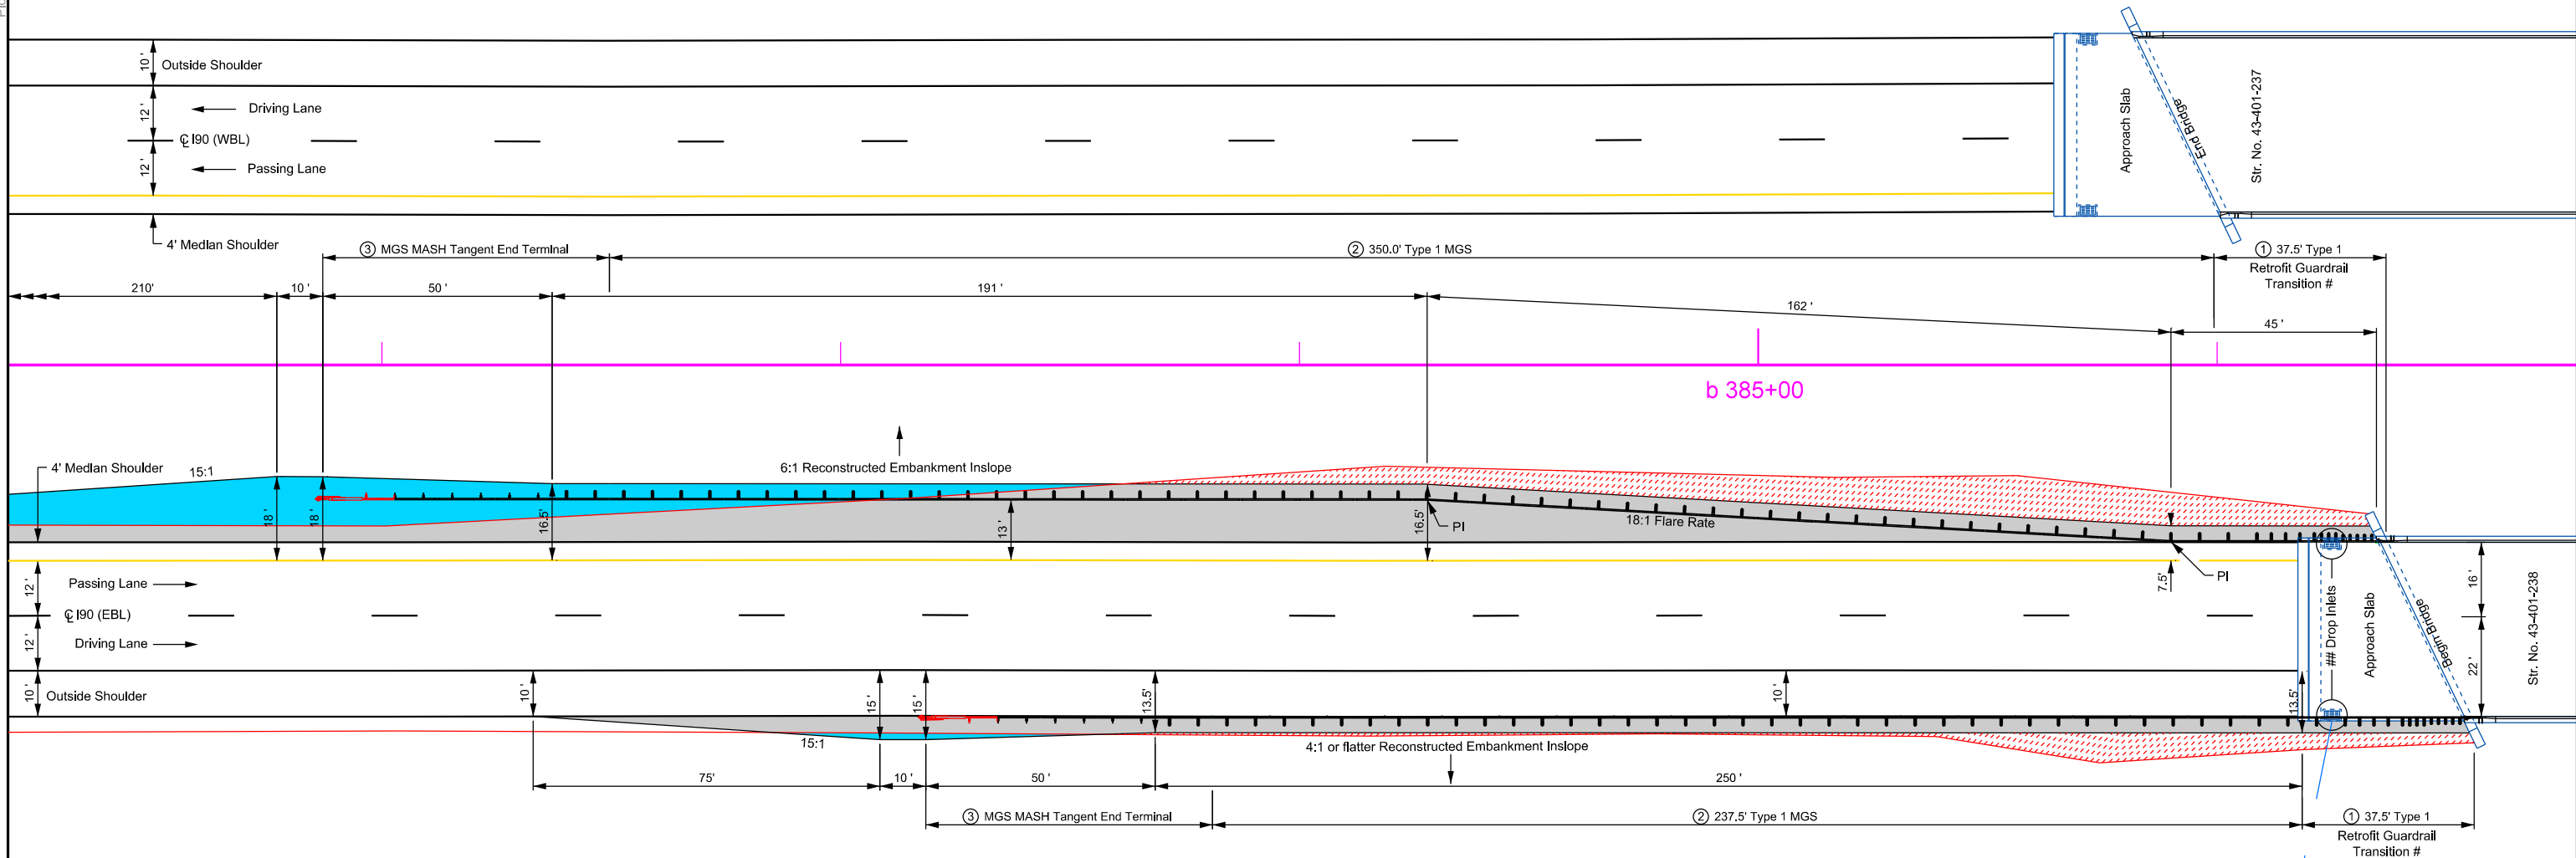 10 '
Outside Shoulder
12 '
Driving Lane
℄ I90 (WBL)
12 '
Passing Lane
4' Median Shoulder
Approach Slab
End Bridge
Str. No. 43-401-237
③ MGS MASH Tangent End Terminal
② 350.0' Type 1 MGS
① 37.5' Type 1
Retrofit Guardrail
Transition #
210'
10 '
50 '
191 '
162 '
45 '
b 385+00
4' Median Shoulder
15:1
6:1 Reconstructed Embankment Inslope
18 '
18 '
16.5'
13 '
16.5'
PI
18:1 Flare Rate
7.5'
PI
12 '
Passing Lane
℄ I90 (EBL)
12 '
Driving Lane
10 '
Outside Shoulder
## Drop Inlets
Approach Slab
Begin Bridge
16 '
22 '
Str. No. 43-401-238
10 '
15 '
15 '
13.5'
10 '
13.5'
15:1
4:1 or flatter Reconstructed Embankment Inslope
75'
10 '
50 '
250 '
③ MGS MASH Tangent End Terminal
② 237.5' Type 1 MGS
① 37.5' Type 1
Retrofit Guardrail
Transition #